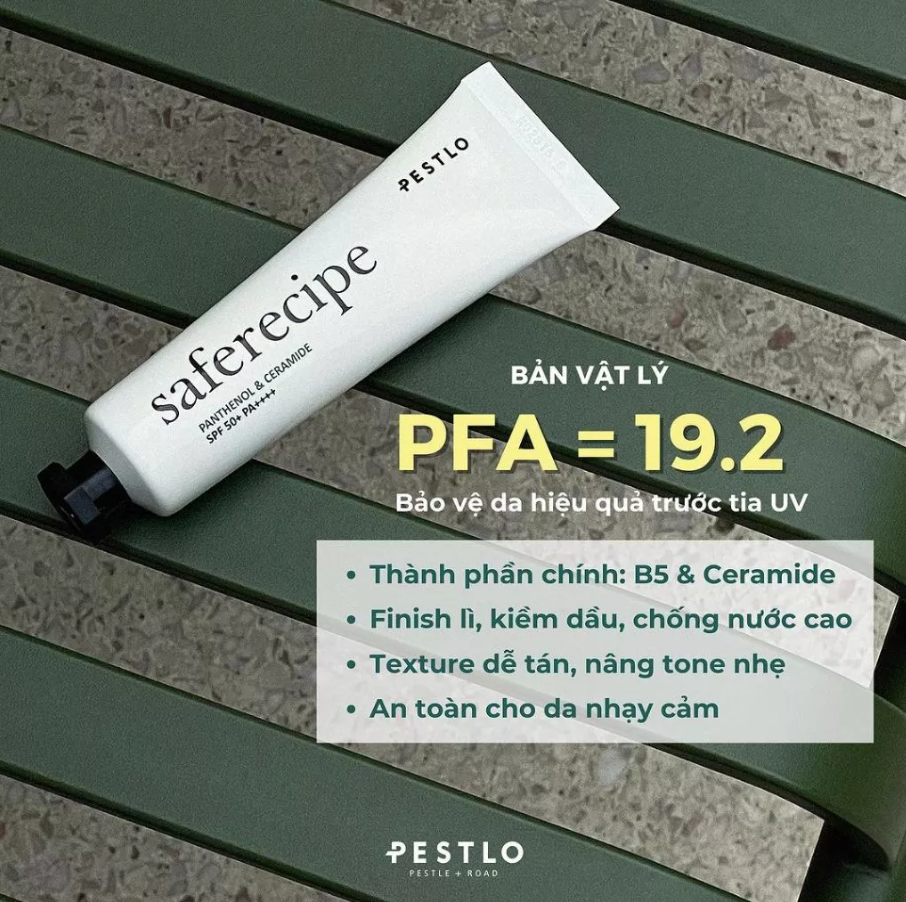 PESTLO
saferecipe
PANTHENOL & CERAMIDE
SPF 50+ PA++++
BẢN VẬT LÝ
PFA = 19.2
Bảo vệ da hiệu quả trước tia UV
• Thành phần chính: B5 & Ceramide
• Finish lì, kiềm dầu, chống nước cao
• Texture dễ tán, nâng tone nhẹ
• An toàn cho da nhạy cảm
PESTLO
PESTLE + ROAD